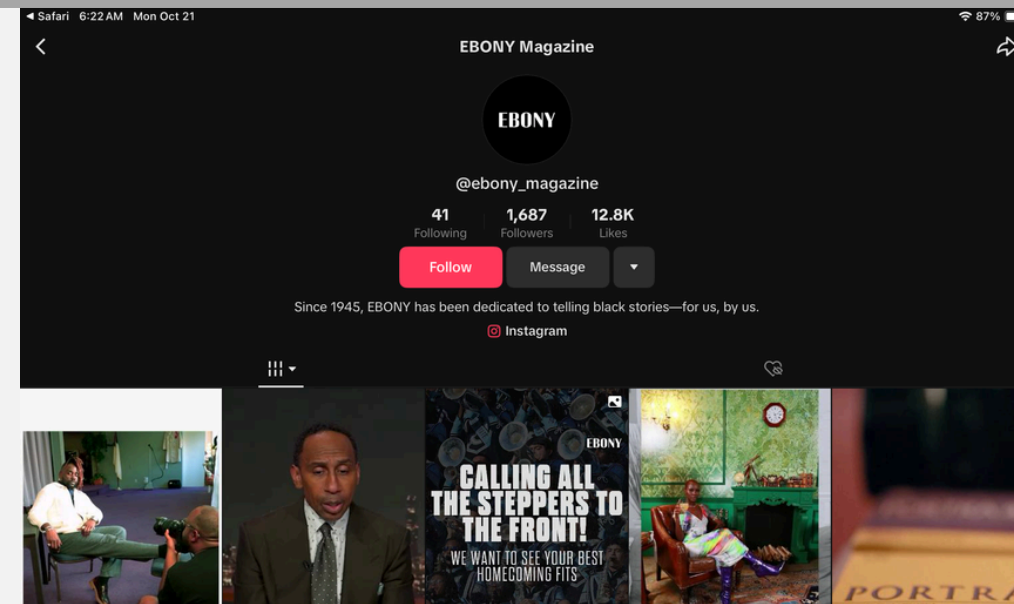 ◀ Safari 6:22 AM Mon Oct 21 87%
EBONY Magazine
EBONY
@ebony_magazine
41 1,687 12.8K
Following Followers Likes
Follow Message
Since 1945, EBONY has been dedicated to telling black stories—for us, by us.
Instagram
EBONY
CALLING ALL
THE STEPPERS TO
THE FRONT!
WE WANT TO SEE YOUR BEST
HOMECOMING FITS
PORTRA